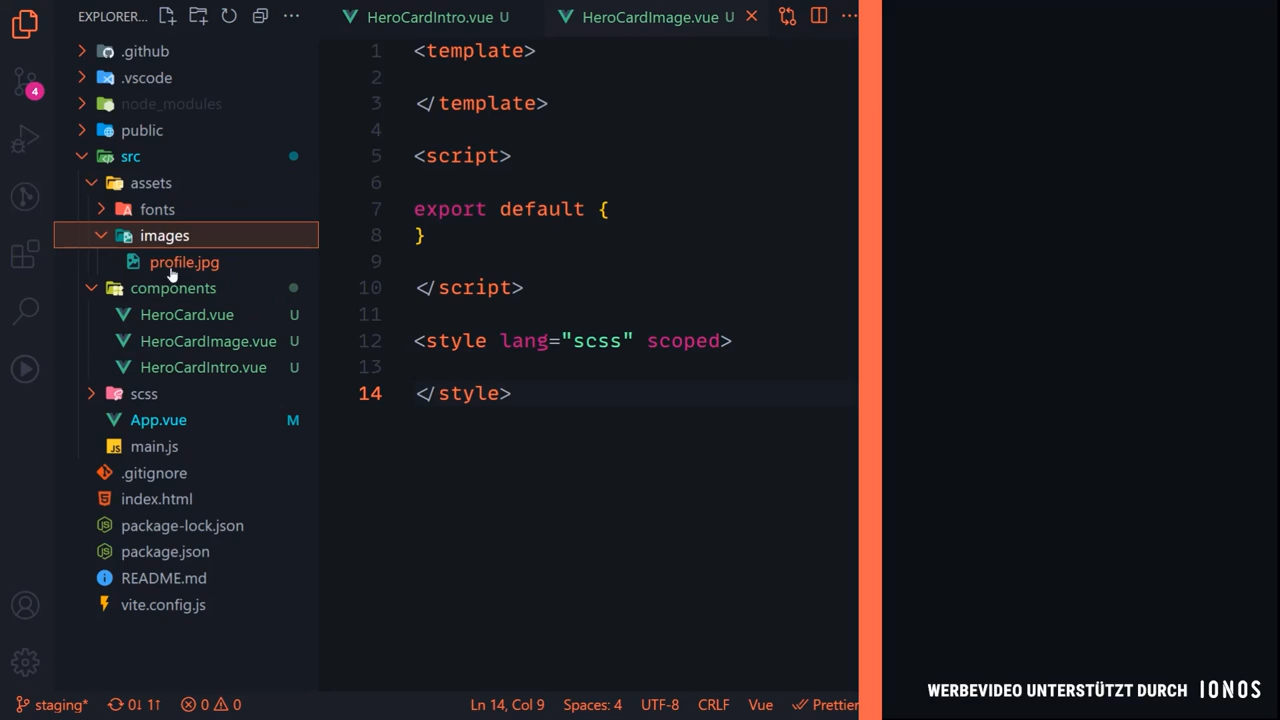 EXPLORER...
HeroCardIntro.vue U
HeroCardImage.vue U
.github
.vscode
node_modules
public
src
assets
fonts
images
profile.jpg
components
HeroCard.vue U
HeroCardImage.vue U
HeroCardIntro.vue U
scss
App.vue M
main.js
.gitignore
index.html
package-lock.json
package.json
README.md
vite.config.js
4
1 <template>
2
3 </template>
4
5 <script>
6
7 export default {
8 }
9
10 </script>
11
12 <style lang="scss" scoped>
13
14 </style>
staging* 0↓ 1↑ 0 0 Ln 14, Col 9 Spaces: 4 UTF-8 CRLF Vue Prettier
WERBEVIDEO UNTERSTÜTZT DURCH IONOS